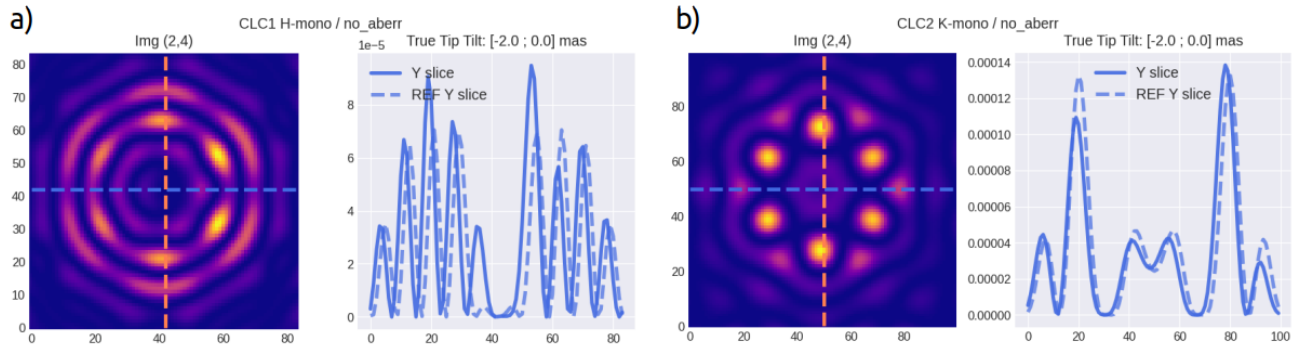 a)
CLC1 H-mono / no_aberr
Img (2,4)
80
70
60
50
40
30
20
10
0
0 20 40 60 80
1e−5
True Tip Tilt: [-2.0 ; 0.0] mas
Y slice
REF Y slice
8
6
4
2
0
0 20 40 60 80
b)
CLC2 K-mono / no_aberr
Img (2,4)
80
60
40
20
0
0 20 40 60 80
True Tip Tilt: [-2.0 ; 0.0] mas
Y slice
REF Y slice
0.00014
0.00012
0.00010
0.00008
0.00006
0.00004
0.00002
0.00000
0 20 40 60 80 100